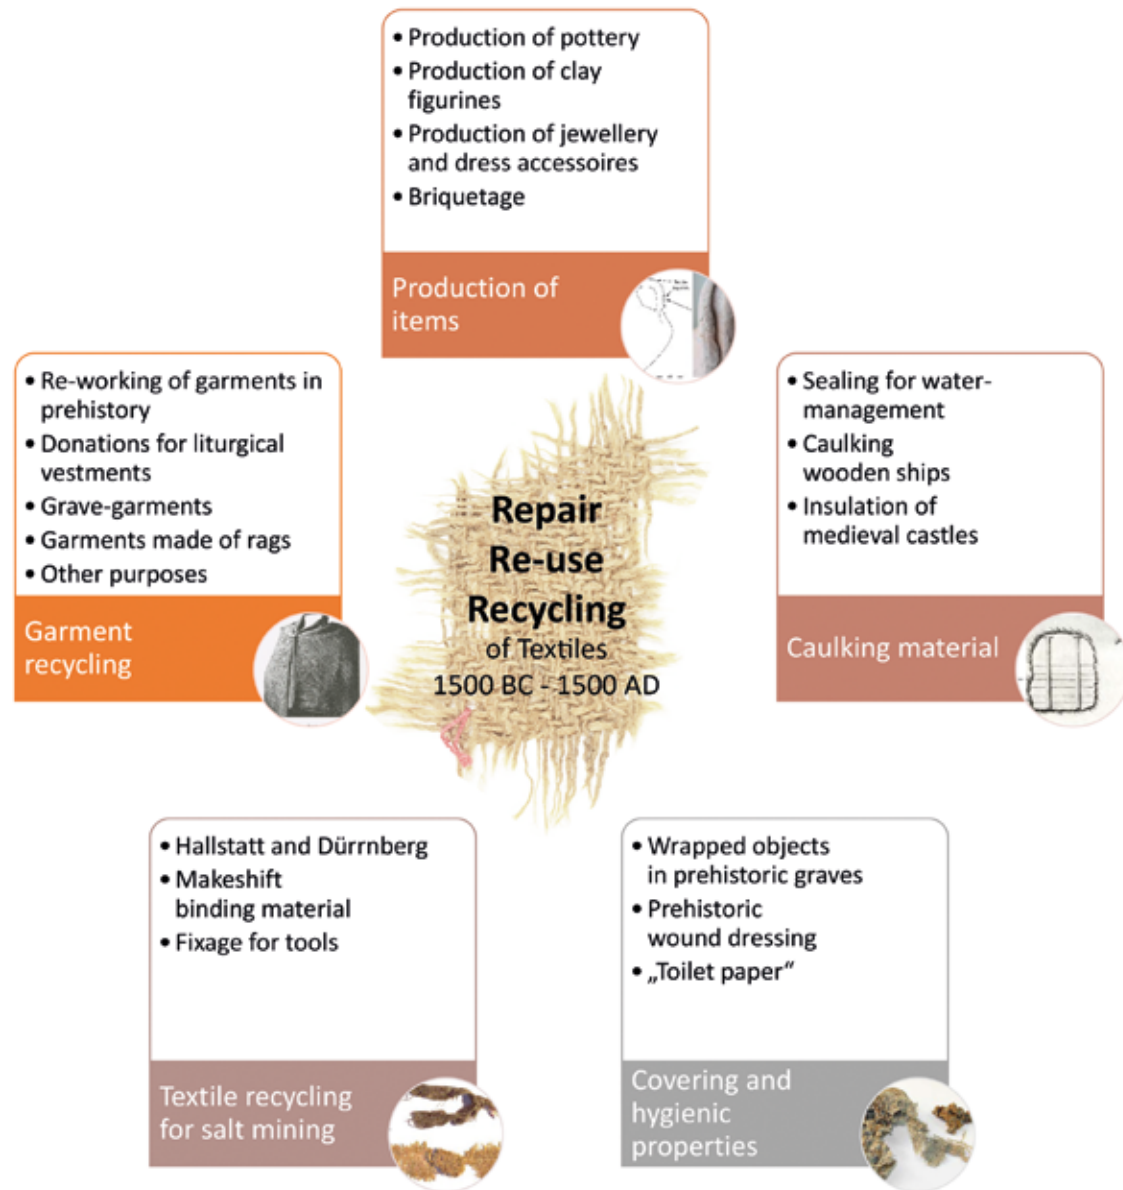 • Production of pottery
• Production of clay
figurines
• Production of jewellery
and dress accessoires
• Briquetage
Production of
items
• Re-working of garments in
prehistory
• Donations for liturgical
vestments
• Grave-garments
• Garments made of rags
• Other purposes
Garment
recycling
Repair
Re-use
Recycling
of Textiles
1500 BC - 1500 AD
• Sealing for water-
management
• Caulking
wooden ships
• Insulation of
medieval castles
Caulking material
• Hallstatt and Dürrnberg
• Makeshift
binding material
• Fixage for tools
Textile recycling
for salt mining
• Wrapped objects
in prehistoric graves
• Prehistoric
wound dressing
• „Toilet paper“
Covering and
hygienic
properties